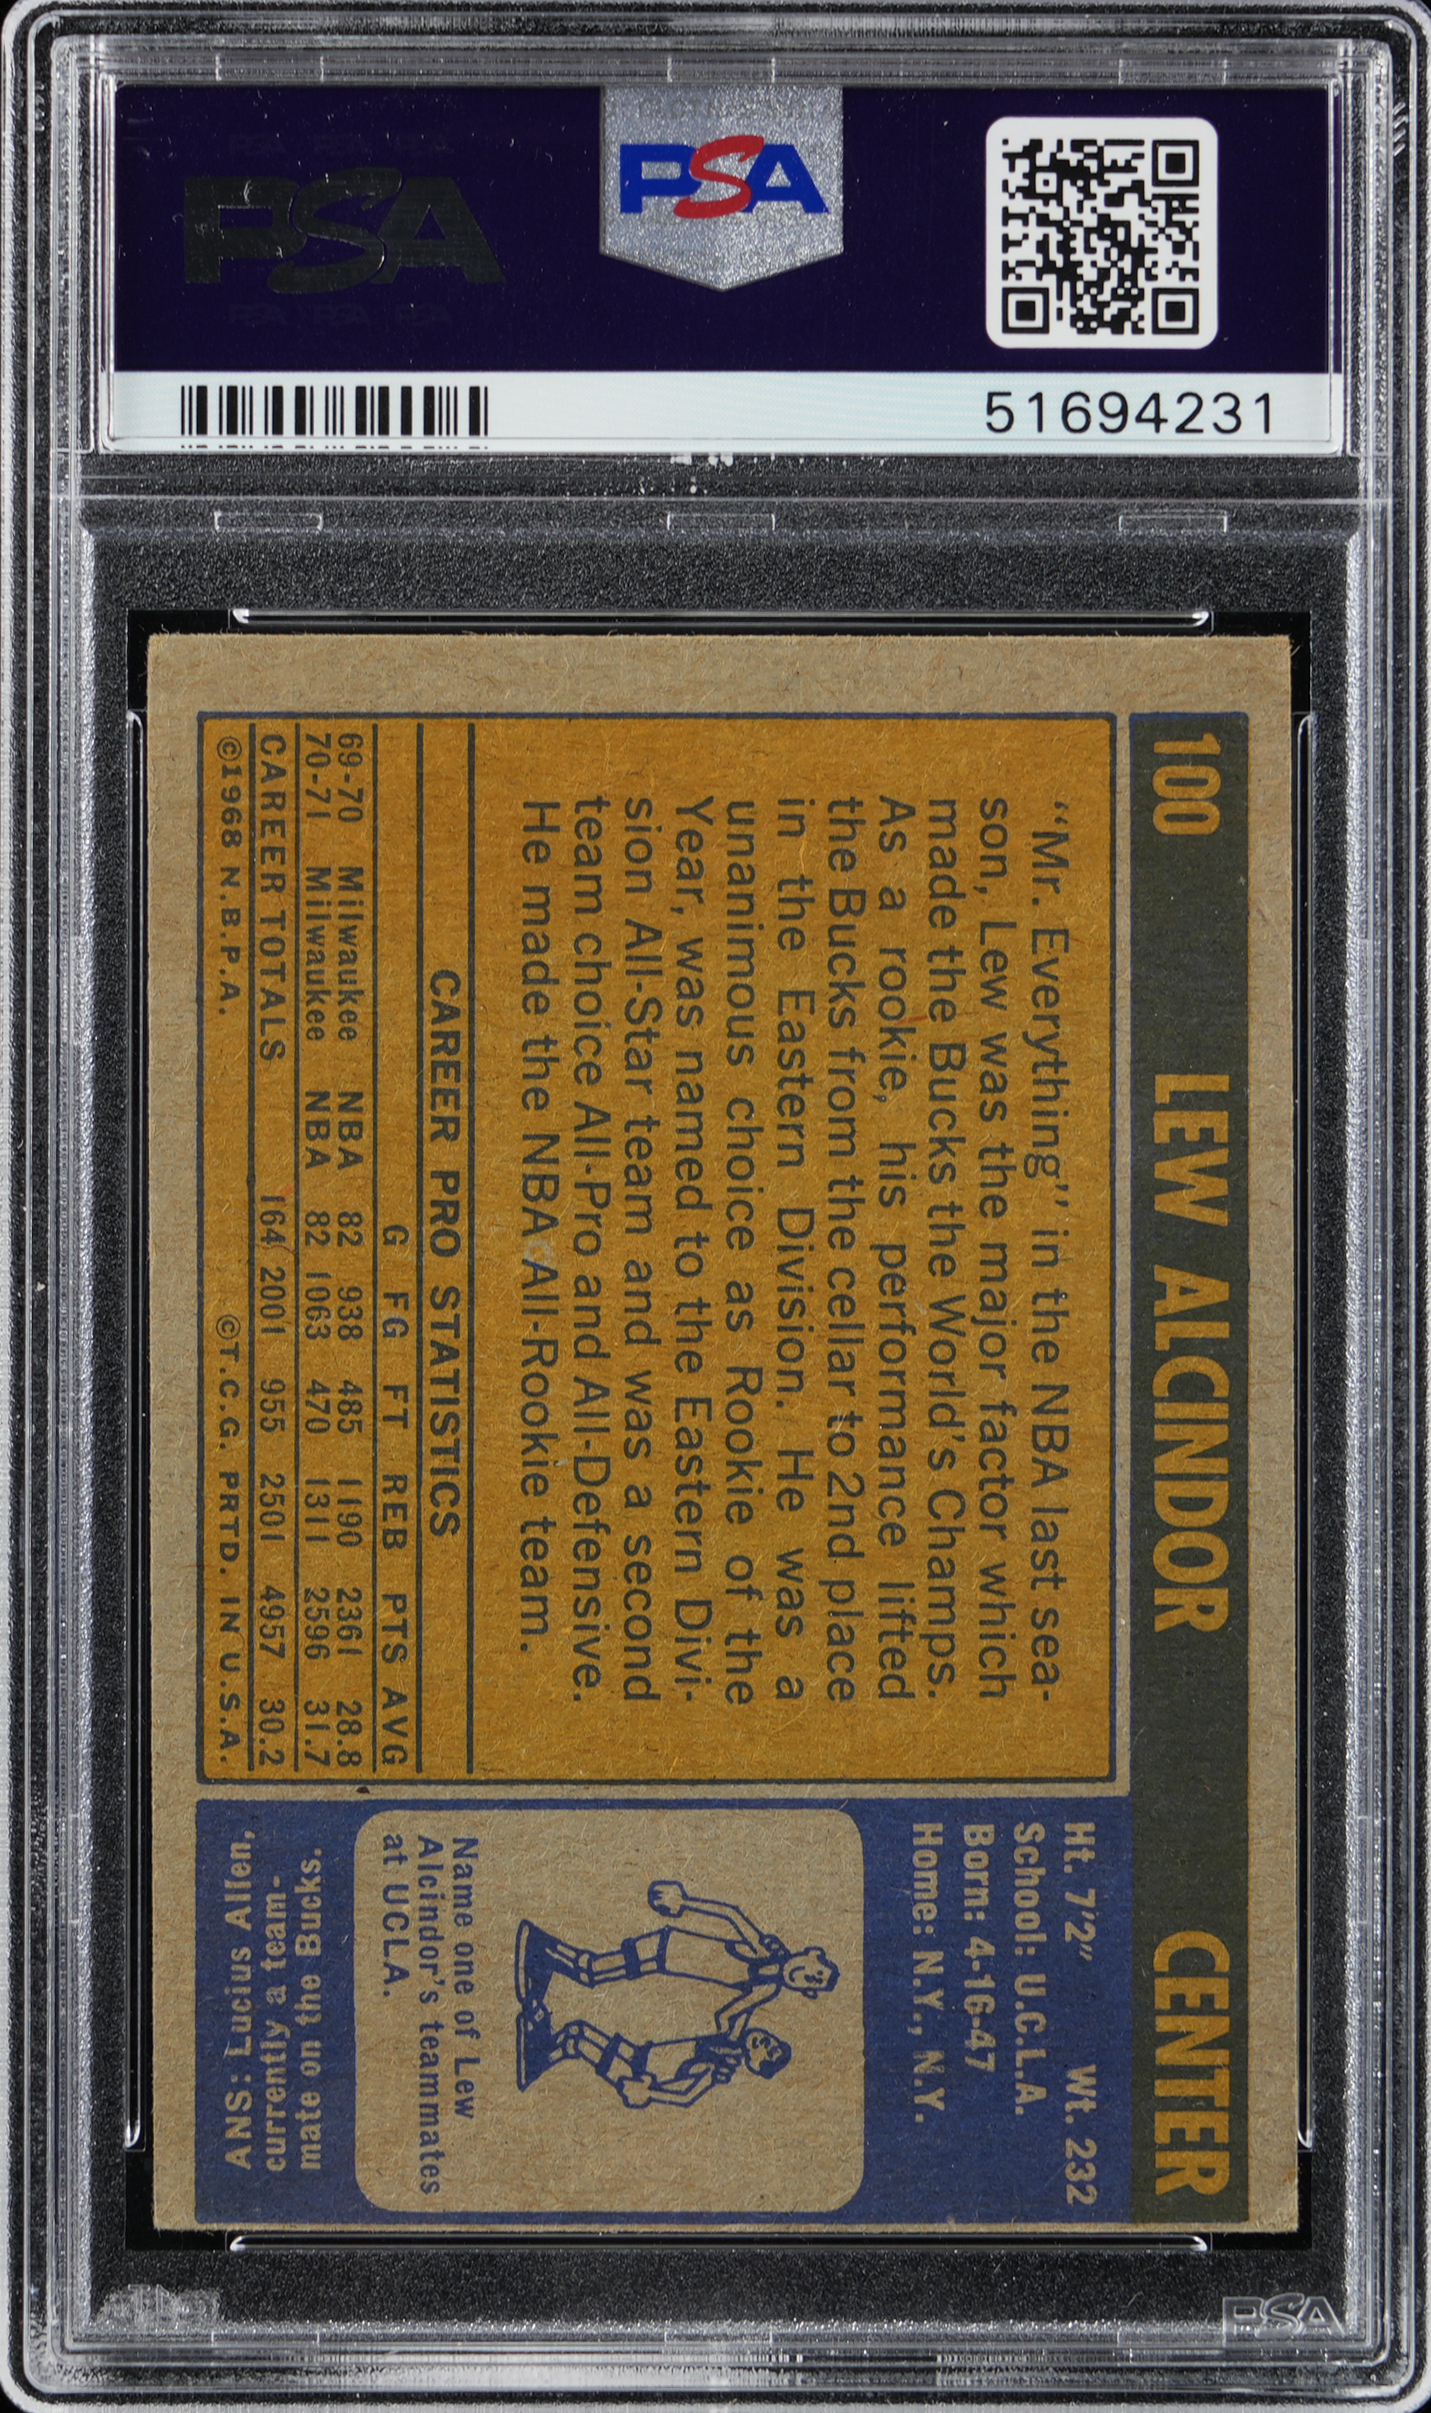 PSA
PSA
51694231
100 LEW ALCINDOR CENTER
"Mr. Everything" in the NBA last sea-
son, Lew was the major factor which
made the Bucks the World's Champs.
As a rookie, his performance lifted
the Bucks from the cellar to 2nd place
in the Eastern Division. He was a
unanimous choice as Rookie of the
Year, was named to the Eastern Divi-
sion All-Star team and was a second
team choice All-Pro and All-Defensive.
He made the NBA All-Rookie team.
CAREER PRO STATISTICS
G FG FT REB PTS AVG
69-70 Milwaukee NBA 82 938 485 1190 2361 28.8
70-71 Milwaukee NBA 82 1063 470 1311 2596 31.7
CAREER TOTALS 164 2001 955 2501 4957 30.2
©1968 N.B.P.A. ©T.C.G. PRTD. IN U.S.A.
Ht. 7'2" Wt. 232
School: U.C.L.A.
Born: 4-16-47
Home: N.Y., N.Y.
Name one of Lew
Alcindor's teammates
at UCLA.
ANS: Lucius Allen,
currently a team-
mate on the Bucks.
PSA